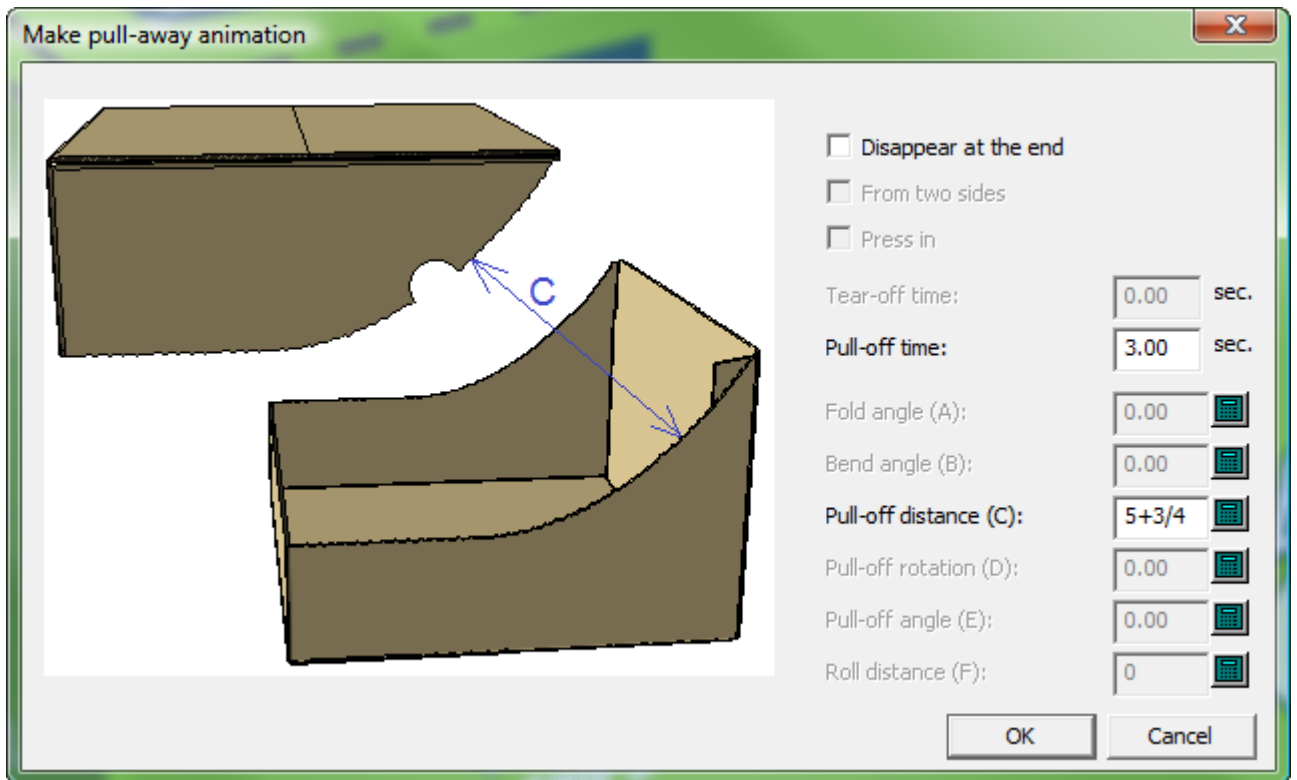 Make pull-away animation
C
Disappear at the end
From two sides
Press in
Tear-off time: 0.00 sec.
Pull-off time: 3.00 sec.
Fold angle (A): 0.00
Bend angle (B): 0.00
Pull-off distance (C): 5+3/4
Pull-off rotation (D): 0.00
Pull-off angle (E): 0.00
Roll distance (F): 0
OK Cancel